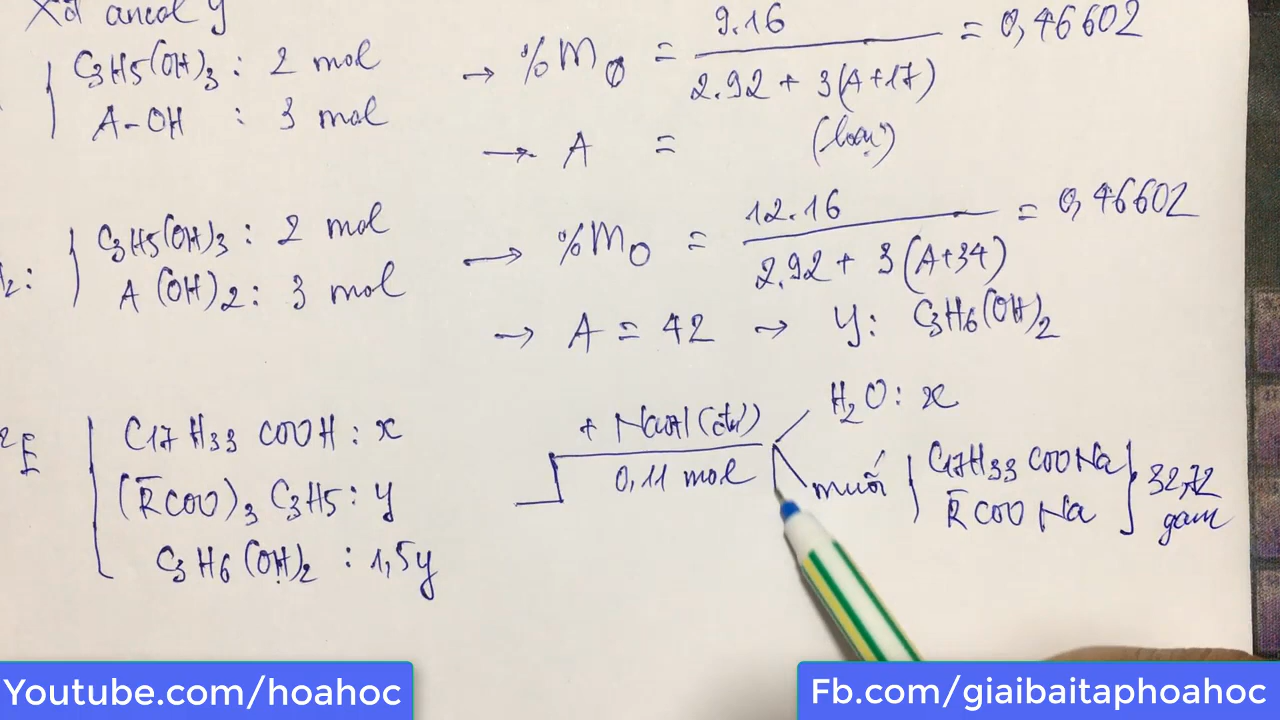 Xđ ancol y
C3H5(OH)3 : 2 mol → %mO = 9.16 / 2.92 + 3(A+17) = 0,46602
A-OH : 3 mol
→ A = (loại)
C3H5(OH)3 : 2 mol → %mO = 12.16 / 2.92 + 3(A+34) = 0,46602
2: A(OH)2 : 3 mol
→ A = 42 → Y: C3H6(OH)2
E C17H33COOH : x + NaOH (đủ) H2O : x
(R̄COO)3C3H5 : y 0,11 mol muối C17H33COONa 32,72
R̄COONa gam
C3H6(OH)2 : 1,5y
Youtube.com/hoahoc
Fb.com/giaibaitaphoahoc